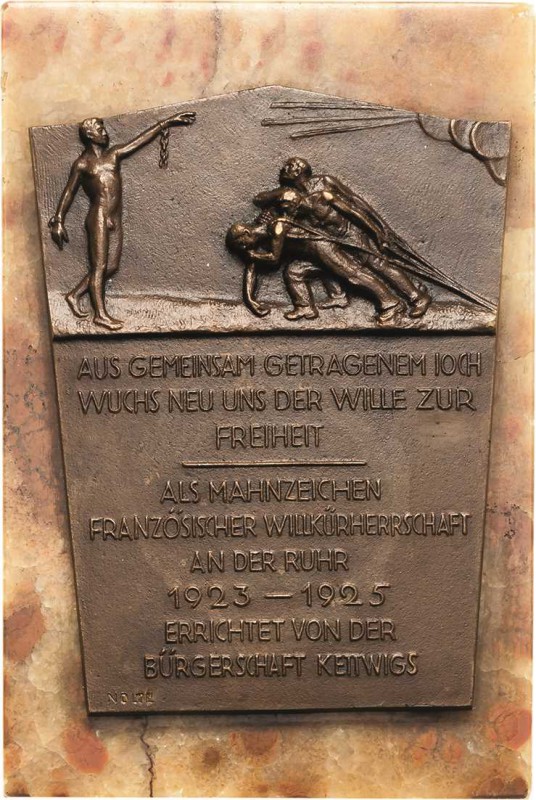 AUS GEMEINSAM GETRAGENEM IOCH
WUCHS NEU UNS DER WILLE ZUR
FREIHEIT
ALS MAHNZEICHEN
FRANZÖSISCHER WILLKÜRHERRSCHAFT
AN DER RUHR
1923 — 1925
ERRICHTET VON DER
BÜRGERSCHAFT KETTWIGS